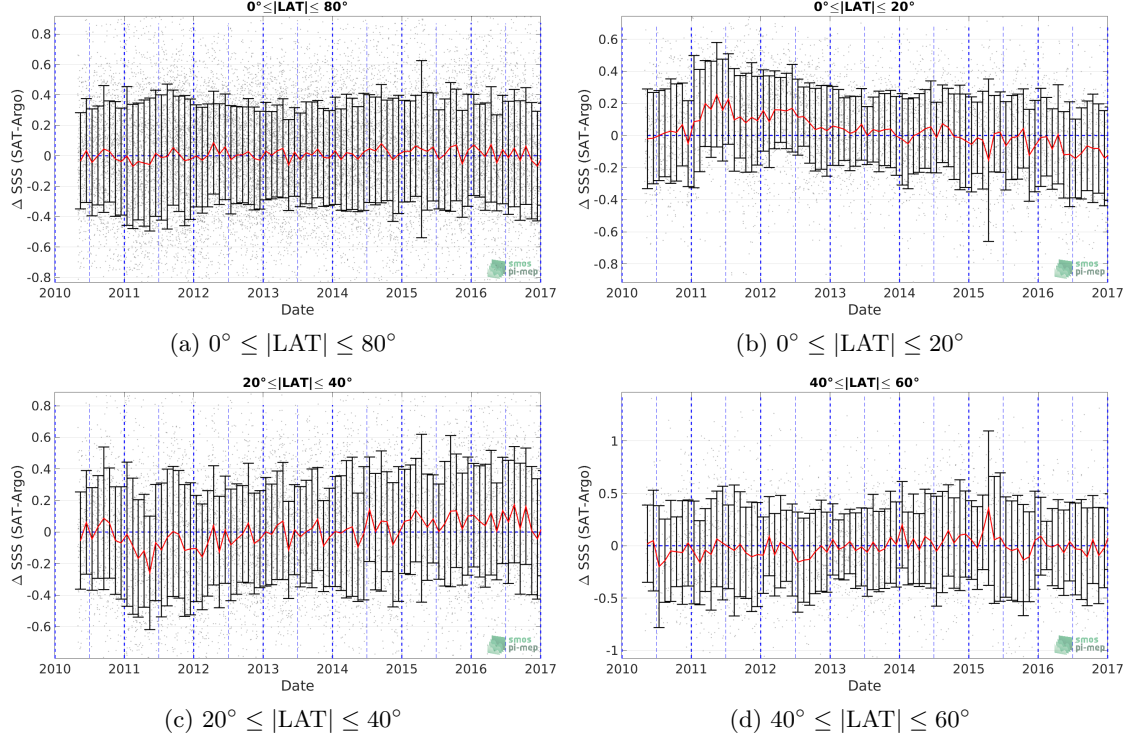 0°≤|LAT|≤ 80°
0.8
0.6
0.4
0.2
0
-0.2
-0.4
-0.6
-0.8
Δ SSS (SAT-Argo)
2010 2011 2012 2013 2014 2015 2016 2017
Date
smos
pi-mep
(a) 0° ≤ |LAT| ≤ 80°
0°≤|LAT|≤ 20°
0.6
0.4
0.2
0
-0.2
-0.4
-0.6
-0.8
Δ SSS (SAT-Argo)
2010 2011 2012 2013 2014 2015 2016 2017
Date
smos
pi-mep
(b) 0° ≤ |LAT| ≤ 20°
20°≤|LAT|≤ 40°
0.8
0.6
0.4
0.2
0
-0.2
-0.4
-0.6
Δ SSS (SAT-Argo)
2010 2011 2012 2013 2014 2015 2016 2017
Date
smos
pi-mep
(c) 20° ≤ |LAT| ≤ 40°
40°≤|LAT|≤ 60°
1
0.5
0
-0.5
-1
Δ SSS (SAT-Argo)
2010 2011 2012 2013 2014 2015 2016 2017
Date
smos
pi-mep
(d) 40° ≤ |LAT| ≤ 60°